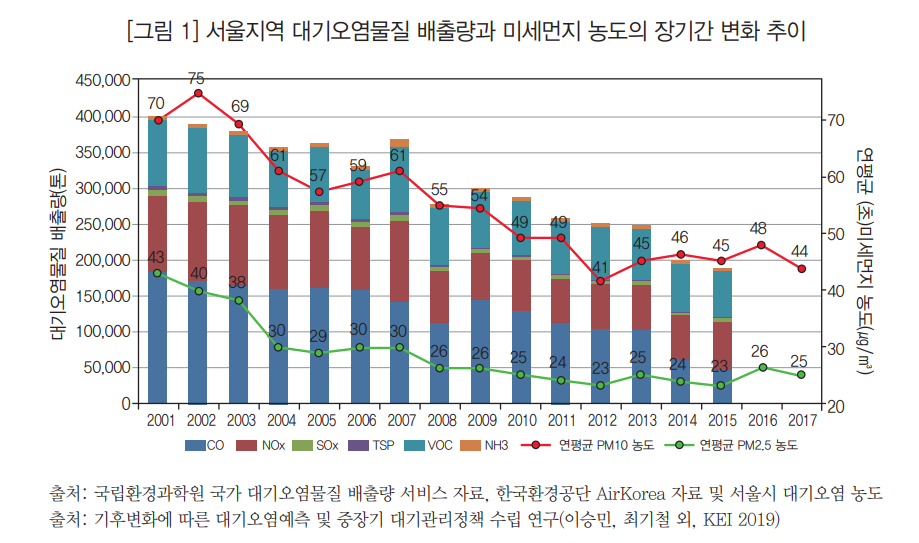 [그림 1] 서울지역 대기오염물질 배출량과 미세먼지 농도의 장기간 변화 추이
대기오염물질 배출량(톤)
450,000
400,000
350,000
300,000
250,000
200,000
150,000
100,000
50,000
0
70 75 69 61 57 59 61 55 54 49 49 41 45 46 45 48 44
43 40 38 30 29 30 30 26 26 25 24 23 25 24 23 26 25
70
60
50
40
30
20
연평균 (초)미세먼지 농도(㎍/㎥)
2001 2002 2003 2004 2005 2006 2007 2008 2009 2010 2011 2012 2013 2014 2015 2016 2017
CO NOx SOx TSP VOC NH3 연평균 PM10 농도 연평균 PM2.5 농도
출처: 국립환경과학원 국가 대기오염물질 배출량 서비스 자료, 한국환경공단 AirKorea 자료 및 서울시 대기오염 농도
출처: 기후변화에 따른 대기오염예측 및 중장기 대기관리정책 수립 연구(이승민, 최기철 외, KEI 2019)